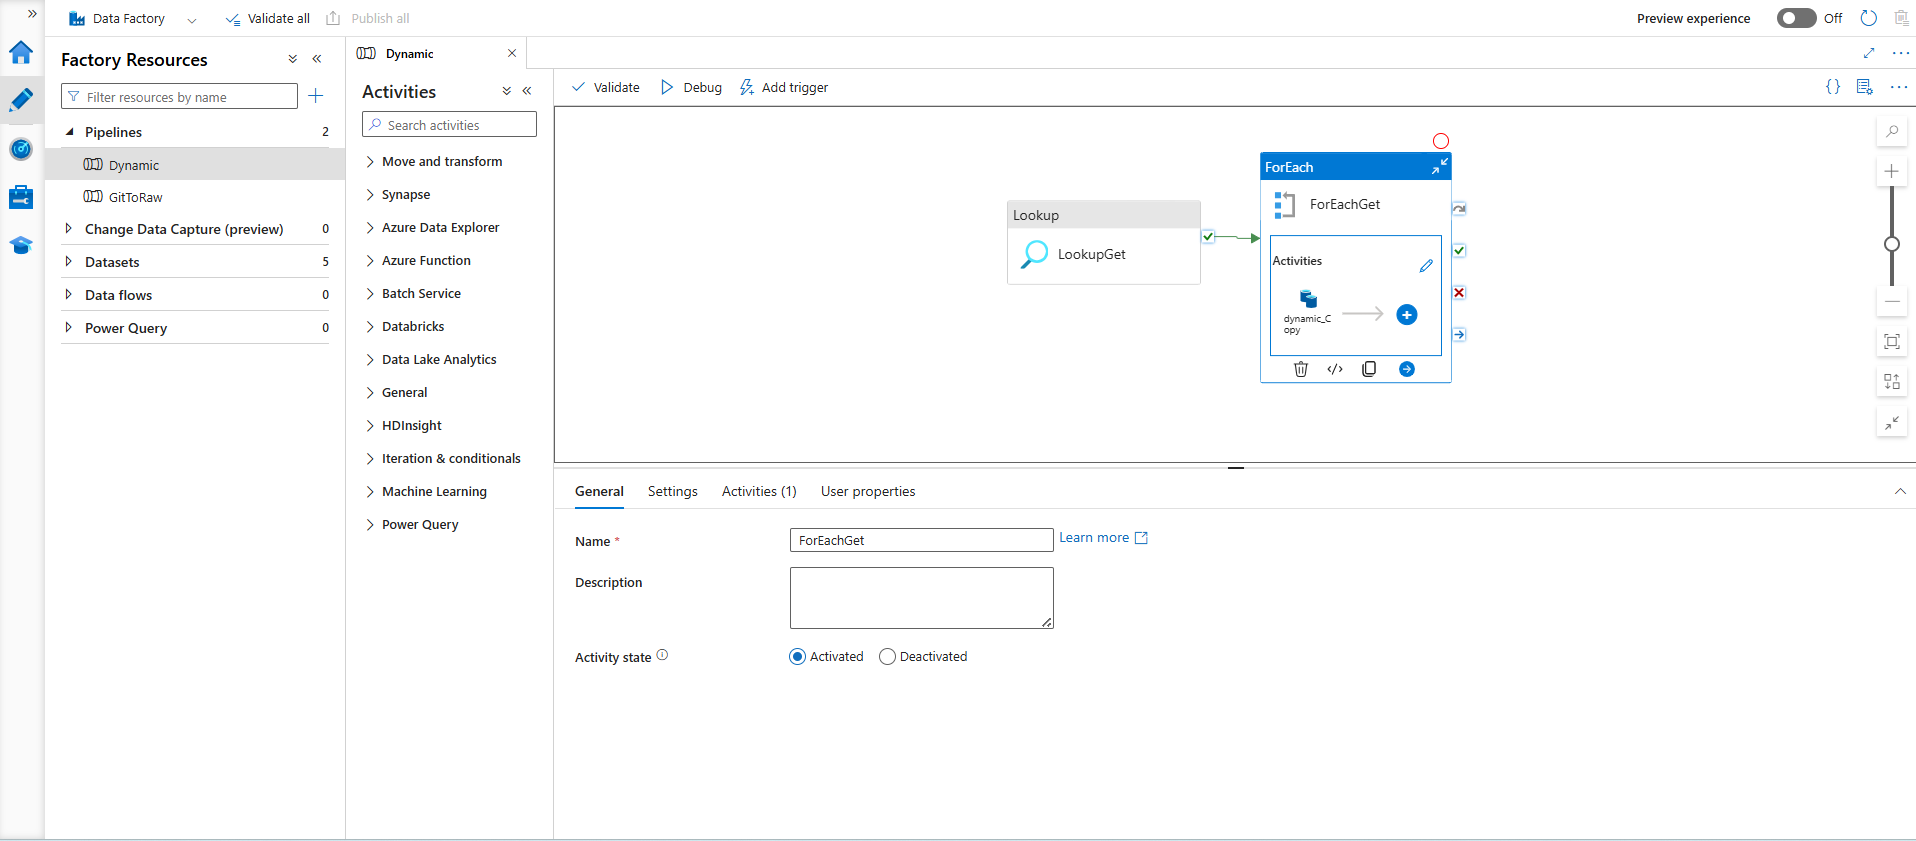 Data Factory
Validate all
Publish all
Preview experience
Off
Factory Resources
Filter resources by name
Pipelines 2
Dynamic
GitToRaw
Change Data Capture (preview) 0
Datasets 5
Data flows 0
Power Query 0
Dynamic
Activities
Search activities
Move and transform
Synapse
Azure Data Explorer
Azure Function
Batch Service
Databricks
Data Lake Analytics
General
HDInsight
Iteration & conditionals
Machine Learning
Power Query
Validate
Debug
Add trigger
{}
Lookup
LookupGet
ForEach
ForEachGet
Activities
dynamic_C
opy
</>
General
Settings
Activities (1)
User properties
Name *
ForEachGet
Learn more
Description
Activity state
Activated
Deactivated